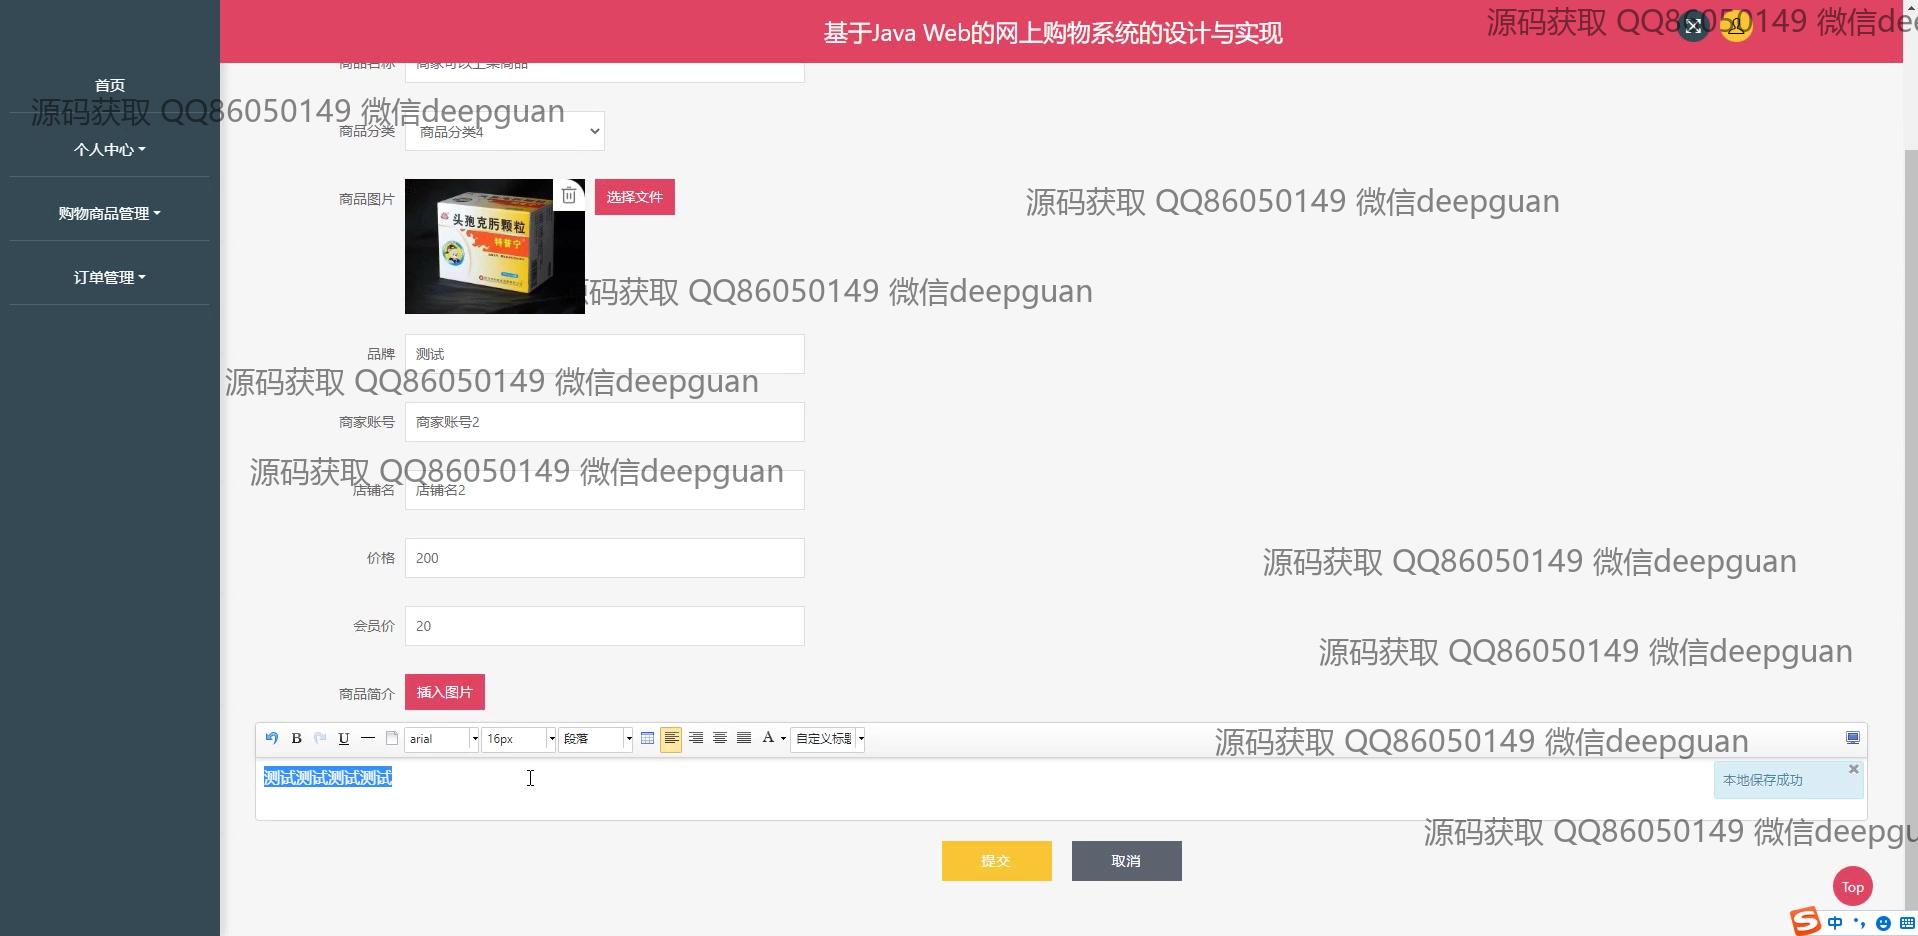 基于Java Web的网上购物系统的设计与实现
源码获取 QQ86050149 微信dee
首页
个人中心
购物商品管理
订单管理
源码获取 QQ86050149 微信deepguan
商品名称 商家可以上架商品
商品分类 商品分类4
商品图片
头孢克肟颗粒
特普宁
选择文件
源码获取 QQ86050149 微信deepguan
源码获取 QQ86050149 微信deepguan
品牌 测试
源码获取 QQ86050149 微信deepguan
商家账号 商家账号2
源码获取 QQ86050149 微信deepguan
店铺名 店铺名2
价格 200
源码获取 QQ86050149 微信deepguan
会员价 20
源码获取 QQ86050149 微信deepguan
商品简介 插入图片
B U arial 16px 段落 A 自定义标题
源码获取 QQ86050149 微信deepguan
测试测试测试测试
本地保存成功
源码获取 QQ86050149 微信deepgu
提交 取消
Top
S 中